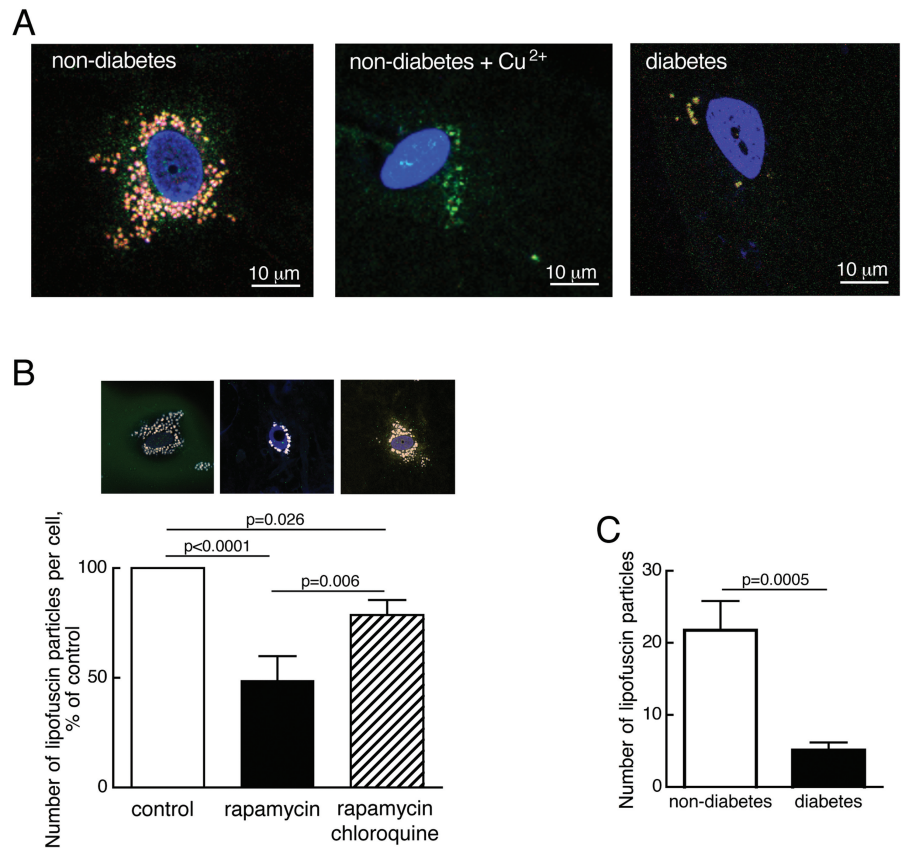 A
non-diabetes
non-diabetes + Cu²⁺
diabetes
10 μm
10 μm
10 μm
B
Number of lipofuscin particles per cell,
% of control
p=0.026
p<0.0001
p=0.006
100
50
0
control
rapamycin
rapamycin
chloroquine
C
Number of lipofuscin particles
p=0.0005
30
20
10
0
non-diabetes
diabetes